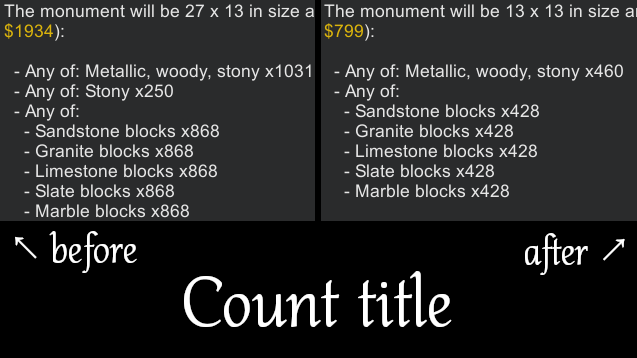 The monument will be 27 x 13 in size a
$1934):
- Any of: Metallic, woody, stony x1031
- Any of: Stony x250
- Any of:
- Sandstone blocks x868
- Granite blocks x868
- Limestone blocks x868
- Slate blocks x868
- Marble blocks x868
The monument will be 13 x 13 in size a
$799):
- Any of: Metallic, woody, stony x460
- Any of:
- Sandstone blocks x428
- Granite blocks x428
- Limestone blocks x428
- Slate blocks x428
- Marble blocks x428
↖ before
after ↗
Count title